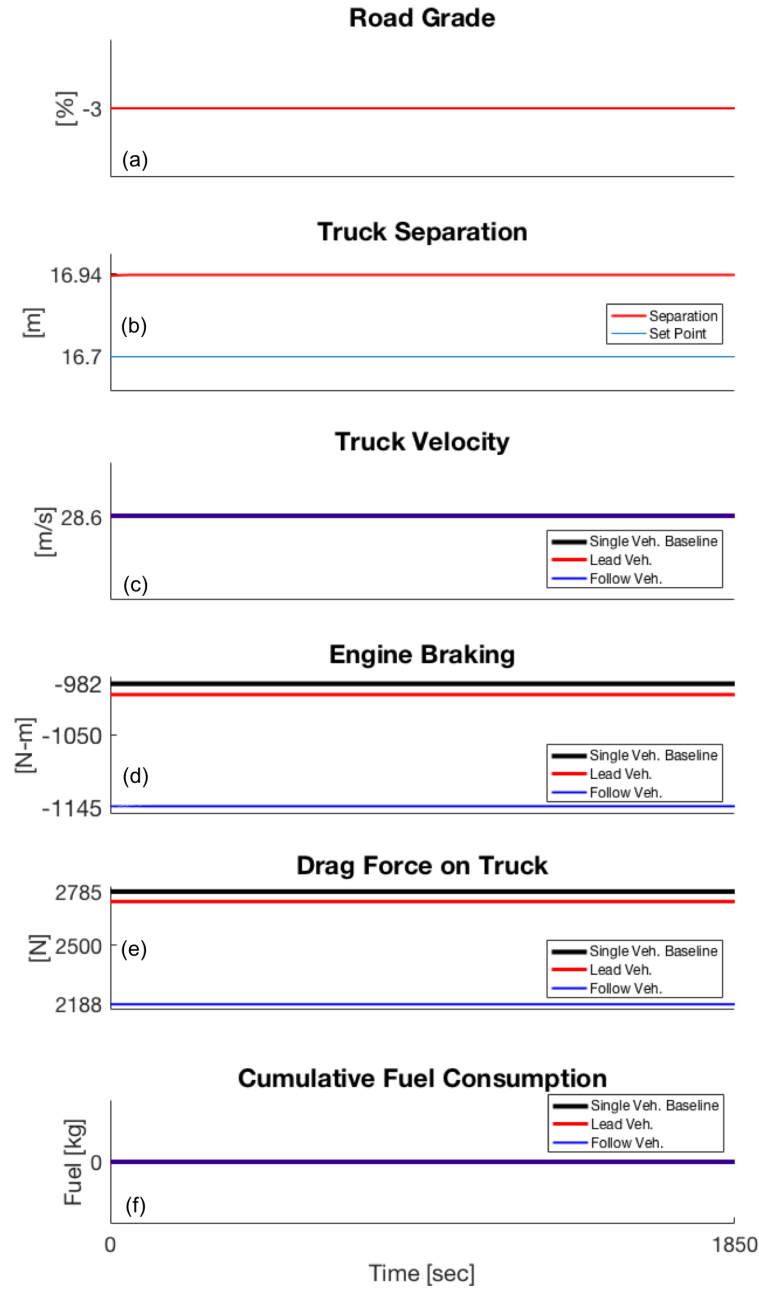 Road Grade
[%]
-3
(a)
Truck Separation
16.94
[m]
(b)
Separation
Set Point
16.7
Truck Velocity
[m/s]
28.6
Single Veh. Baseline
Lead Veh.
Follow Veh.
(c)
Engine Braking
-982
[N-m]
-1050
Single Veh. Baseline
Lead Veh.
Follow Veh.
(d)
-1145
Drag Force on Truck
2785
[N]
2500
(e)
Single Veh. Baseline
Lead Veh.
Follow Veh.
2188
Cumulative Fuel Consumption
Single Veh. Baseline
Lead Veh.
Follow Veh.
Fuel [kg]
0
(f)
0
1850
Time [sec]